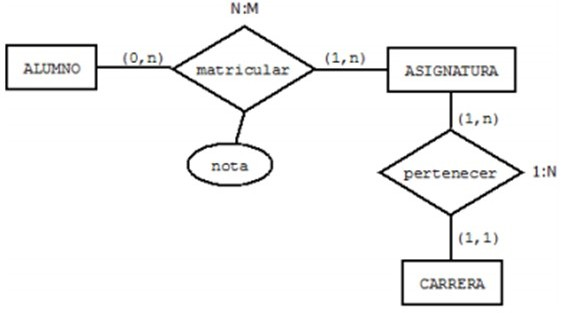 N:M
ALUMNO (0,n) matricular (1,n) ASIGNATURA
(1,n)
nota pertenecer 1:N
(1,1)
CARRERA